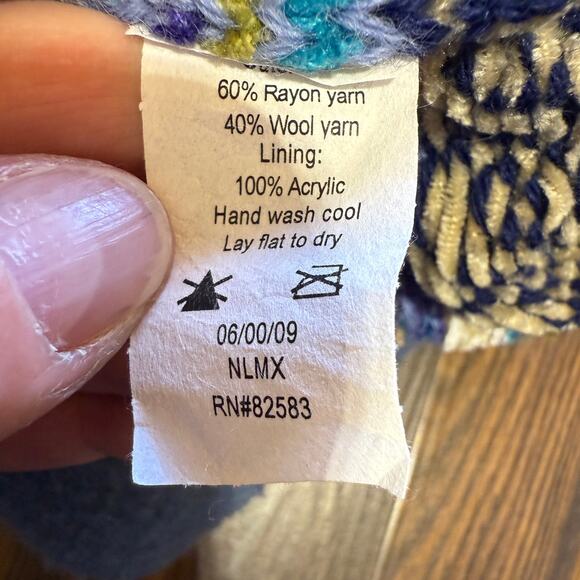 60% Rayon yarn
40% Wool yarn
Lining:
100% Acrylic
Hand wash cool
Lay flat to dry
06/00/09
NLMX
RN#82583